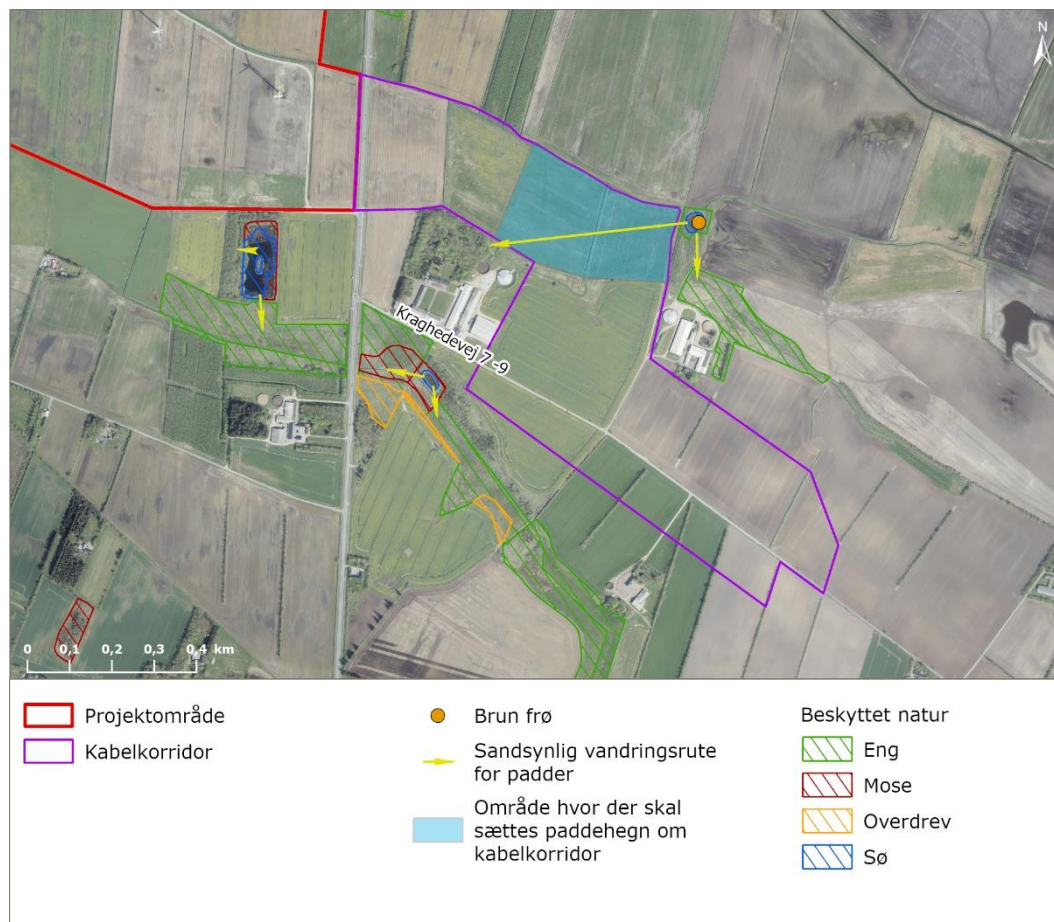 N
Kraghedevej 7-9
0 0,1 0,2 0,3 0,4 km
Projektområde
Kabelkorridor
Brun frø
Sandsynlig vandringsrute
for padder
Område hvor der skal
sættes paddehegn om
kabelkorridor
Beskyttet natur
Eng
Mose
Overdrev
Sø